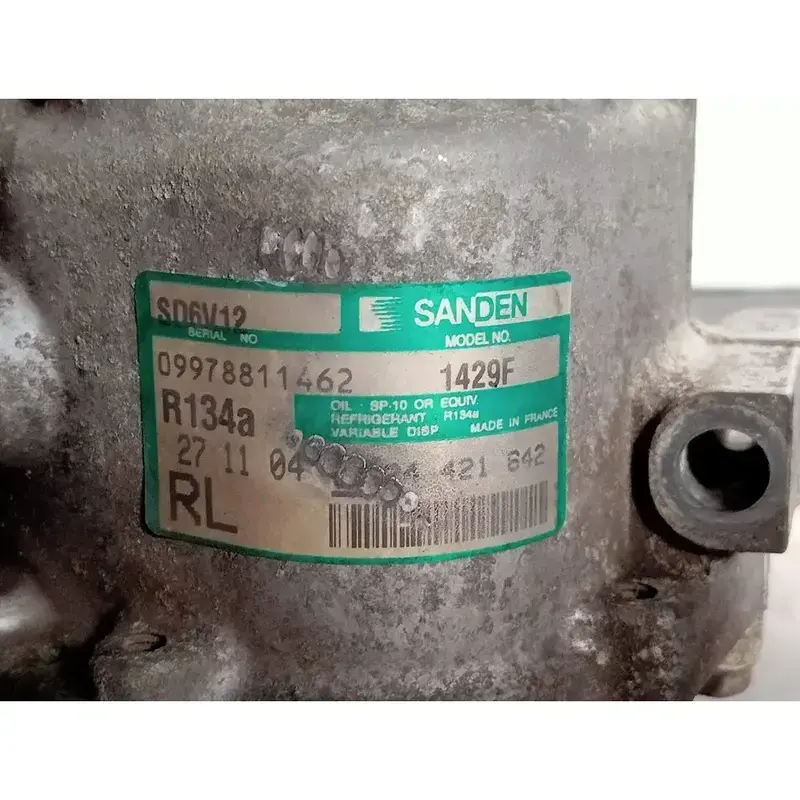 SD6V12 SANDEN
SERIAL NO MODEL NO.
09978811462 1429F
R134a OIL : SP-10 OR EQUIV.
REFRIGERANT : R134a
VARIABLE DISP MADE IN FRANCE
27 11 04 421 642
RL